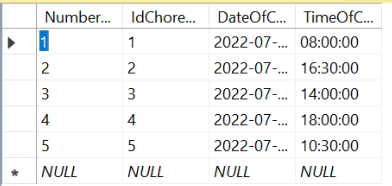 Number... IdChore... DateOfC... TimeOfC...
1 1 2022-07-... 08:00:00
2 2 2022-07-... 16:30:00
3 3 2022-07-... 14:00:00
4 4 2022-07-... 18:00:00
5 5 2022-07-... 10:30:00
NULL NULL NULL NULL